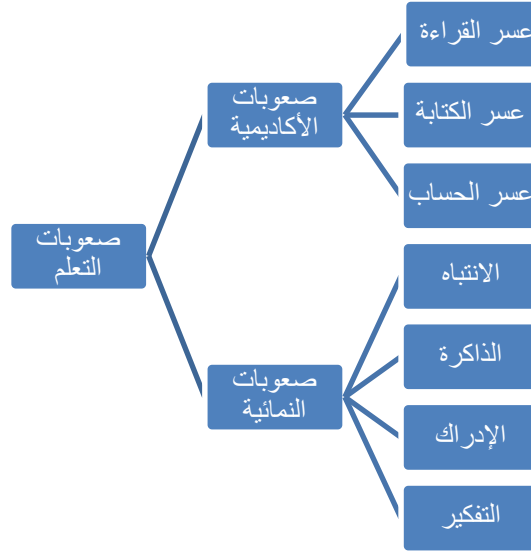 صعوبات
التعلم
صعوبات
الأكاديمية
عسر القراءة
عسر الكتابة
عسر الحساب
صعوبات
النمائية
الانتباه
الذاكرة
الإدراك
التفكير